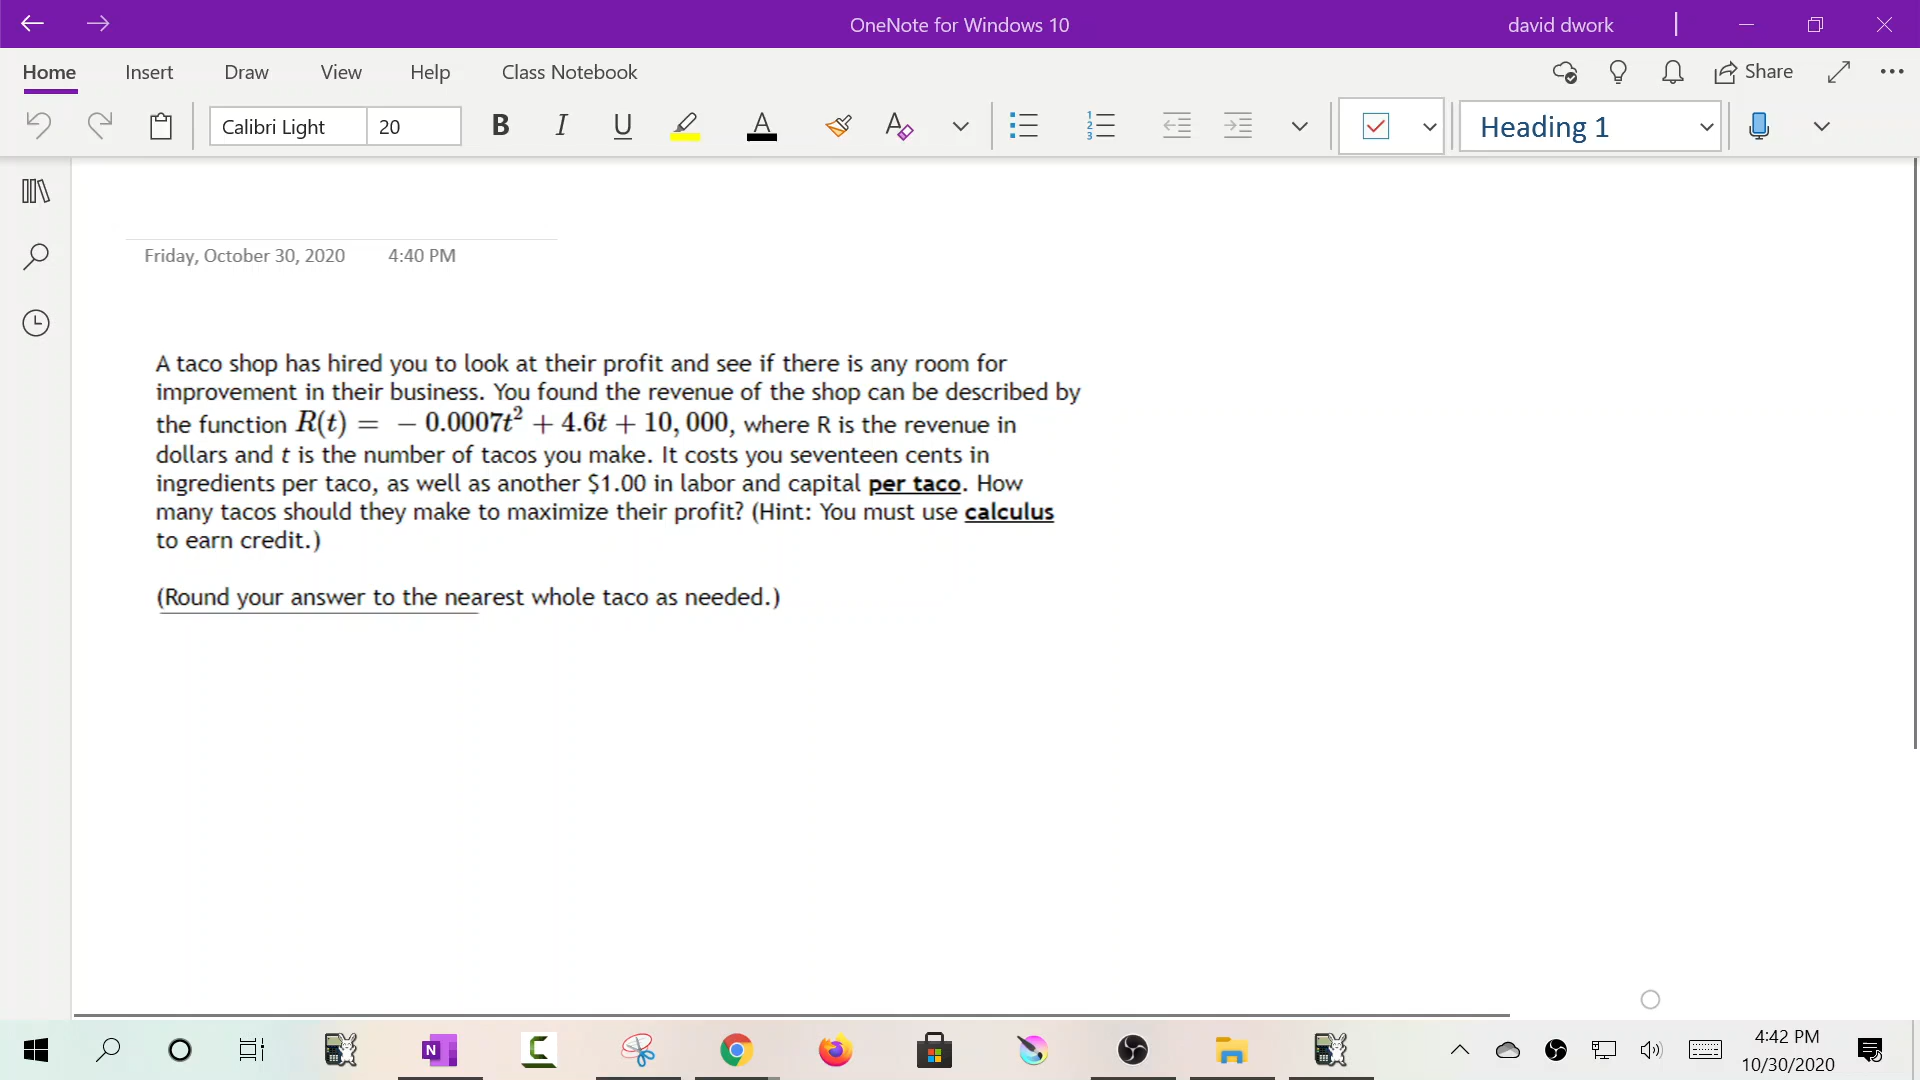 OneNote for Windows 10
david dwork
Home Insert Draw View Help Class Notebook
Share
Calibri Light 20
B I U A A
Heading 1
Friday, October 30, 2020 4:40 PM
A taco shop has hired you to look at their profit and see if there is any room for
improvement in their business. You found the revenue of the shop can be described by
the function R(t) = − 0.0007t² + 4.6t + 10,000, where R is the revenue in
dollars and t is the number of tacos you make. It costs you seventeen cents in
ingredients per taco, as well as another $1.00 in labor and capital per taco. How
many tacos should they make to maximize their profit? (Hint: You must use calculus
to earn credit.)
(Round your answer to the nearest whole taco as needed.)
N
4:42 PM
10/30/2020